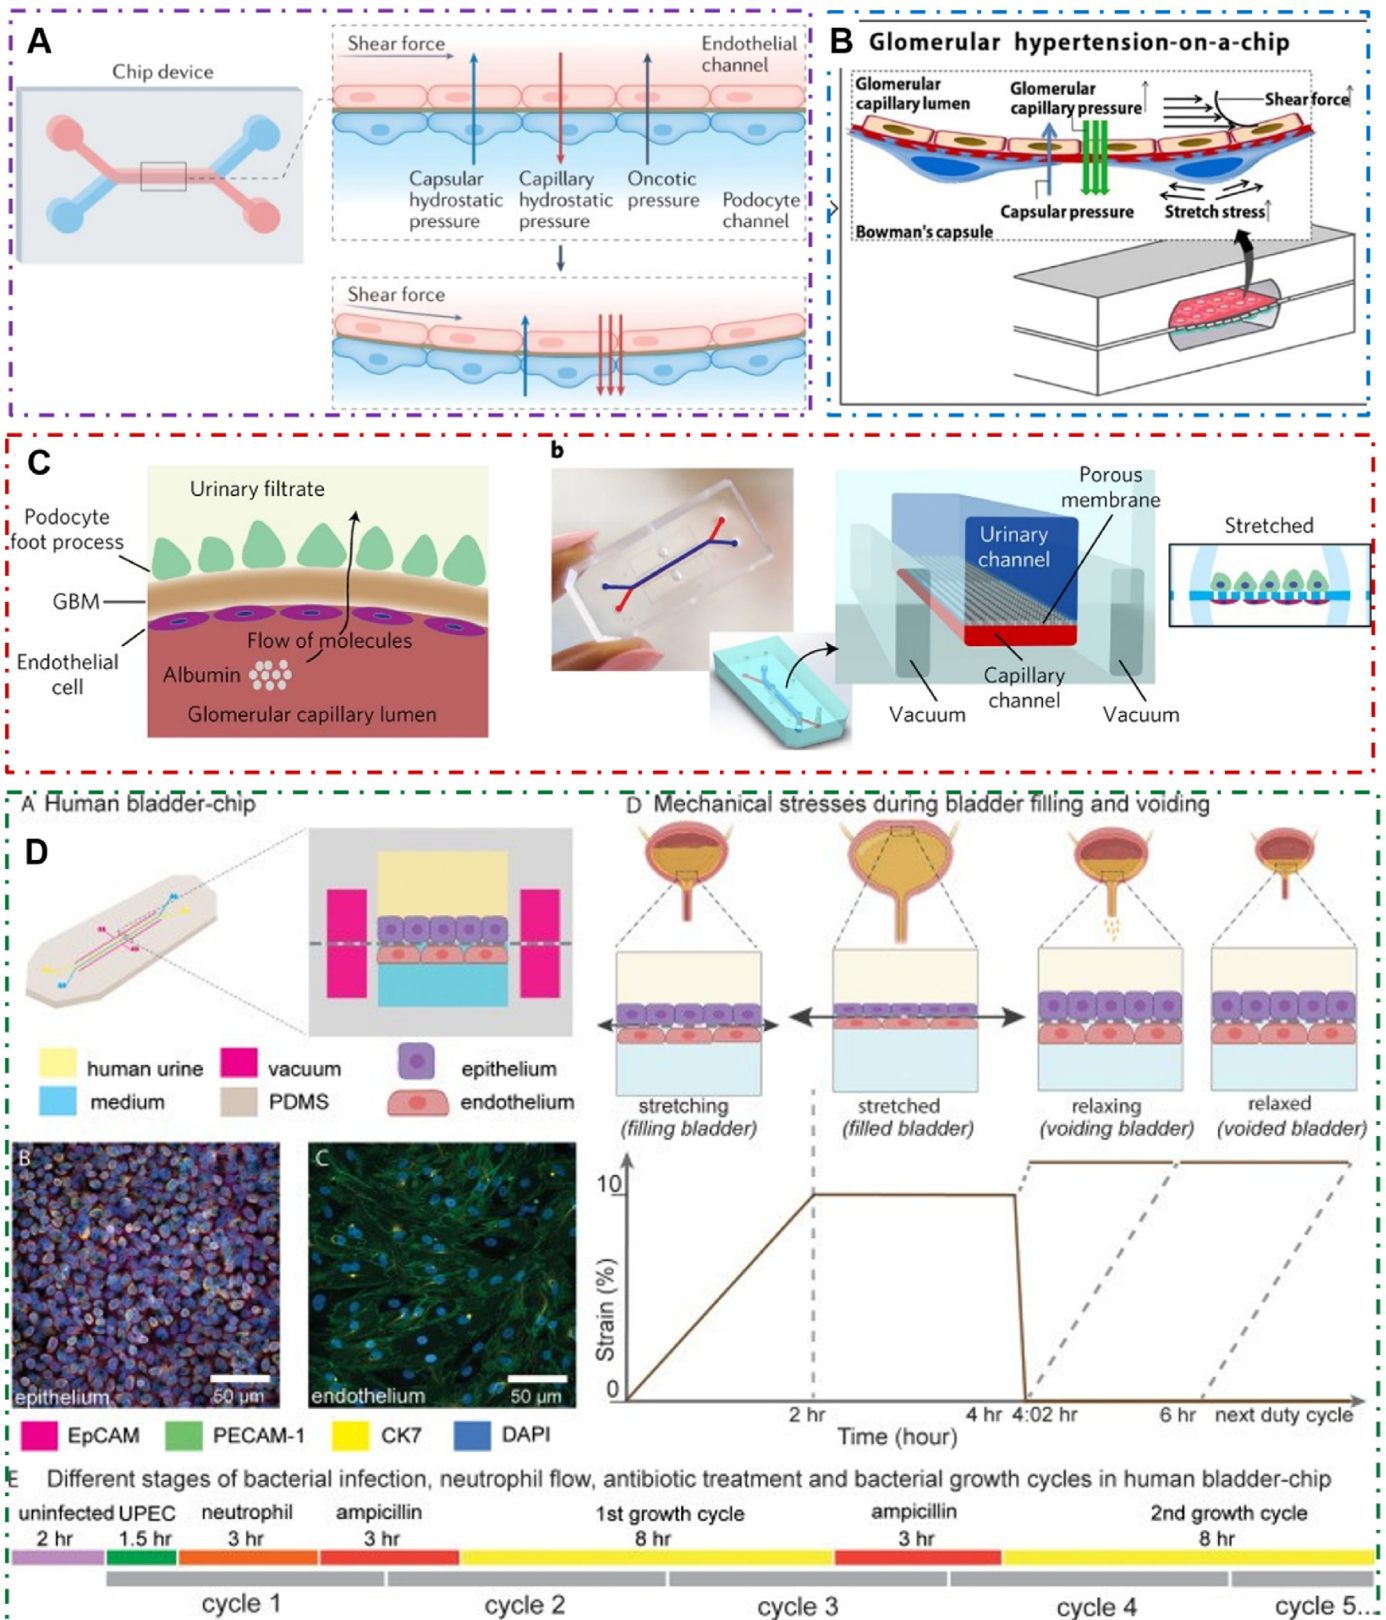 A
Chip device
Shear force
Endothelial
channel
Capsular
hydrostatic
pressure
Capillary
hydrostatic
pressure
Oncotic
pressure
Podocyte
channel
Shear force
B
Glomerular hypertension-on-a-chip
Glomerular
capillary lumen
Glomerular
capillary pressure↑
Shear force↑
Capsular pressure
Stretch stress↑
Bowman's capsule
C
Urinary filtrate
Podocyte
foot process
GBM
Endothelial
cell
Flow of molecules
Albumin
Glomerular capillary lumen
b
Porous
membrane
Urinary
channel
Capillary
channel
Vacuum
Vacuum
Stretched
A Human bladder-chip
D
human urine
vacuum
epithelium
medium
PDMS
endothelium
D Mechanical stresses during bladder filling and voiding
stretching
(filling bladder)
stretched
(filled bladder)
relaxing
(voiding bladder)
relaxed
(voided bladder)
B
epithelium
50 µm
C
endothelium
50 µm
EpCAM
PECAM-1
CK7
DAPI
Strain (%)
10
0
2 hr
4 hr
4:02 hr
6 hr
next duty cycle
Time (hour)
E Different stages of bacterial infection, neutrophil flow, antibiotic treatment and bacterial growth cycles in human bladder-chip
uninfected UPEC neutrophil ampicillin 1st growth cycle ampicillin 2nd growth cycle
2 hr 1.5 hr 3 hr 3 hr 8 hr 3 hr 8 hr
cycle 1 cycle 2 cycle 3 cycle 4 cycle 5...